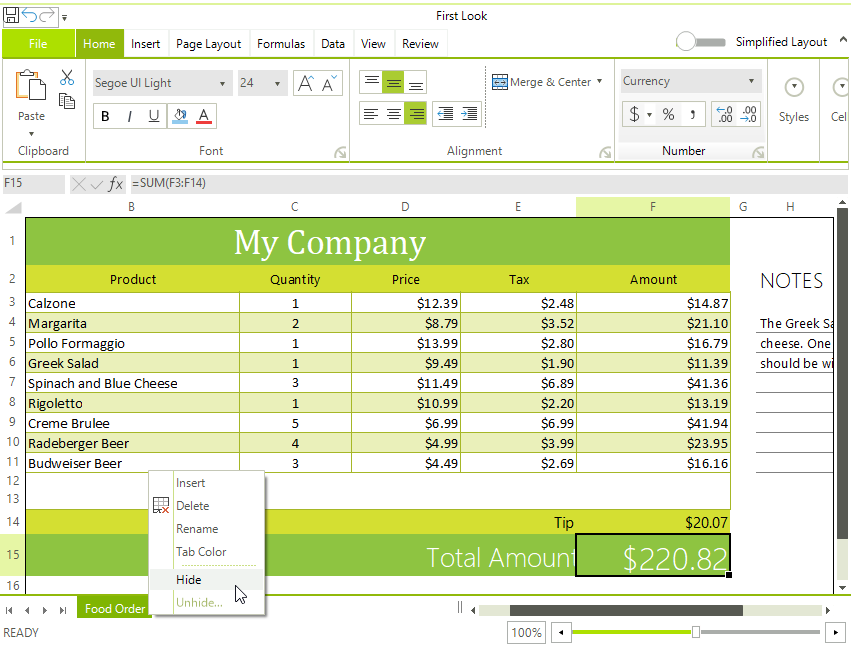 First Look
File Home Insert Page Layout Formulas Data View Review Simplified Layout
Segoe UI Light 24 A A Merge & Center Currency
Paste B I U A $ % , .0 .00 .00 .0 Styles Cel
Clipboard Font Alignment Number
F15 fx =SUM(F3:F14)
B C D E F G H
1 My Company
2 Product Quantity Price Tax Amount NOTES
3 Calzone 1 $12.39 $2.48 $14.87
4 Margarita 2 $8.79 $3.52 $21.10 The Greek Sa
5 Pollo Formaggio 1 $13.99 $2.80 $16.79 cheese. One
6 Greek Salad 1 $9.49 $1.90 $11.39 should be wi
7 Spinach and Blue Cheese 3 $11.49 $6.89 $41.36
8 Rigoletto 1 $10.99 $2.20 $13.19
9 Creme Brulee 5 $6.99 $6.99 $41.94
10 Radeberger Beer 4 $4.99 $3.99 $23.95
11 Budweiser Beer 3 $4.49 $2.69 $16.16
12
13
14 Tip $20.07
15 Total Amount $220.82
16
Insert
Delete
Rename
Tab Color
Hide
Unhide...
Food Order
READY 100%